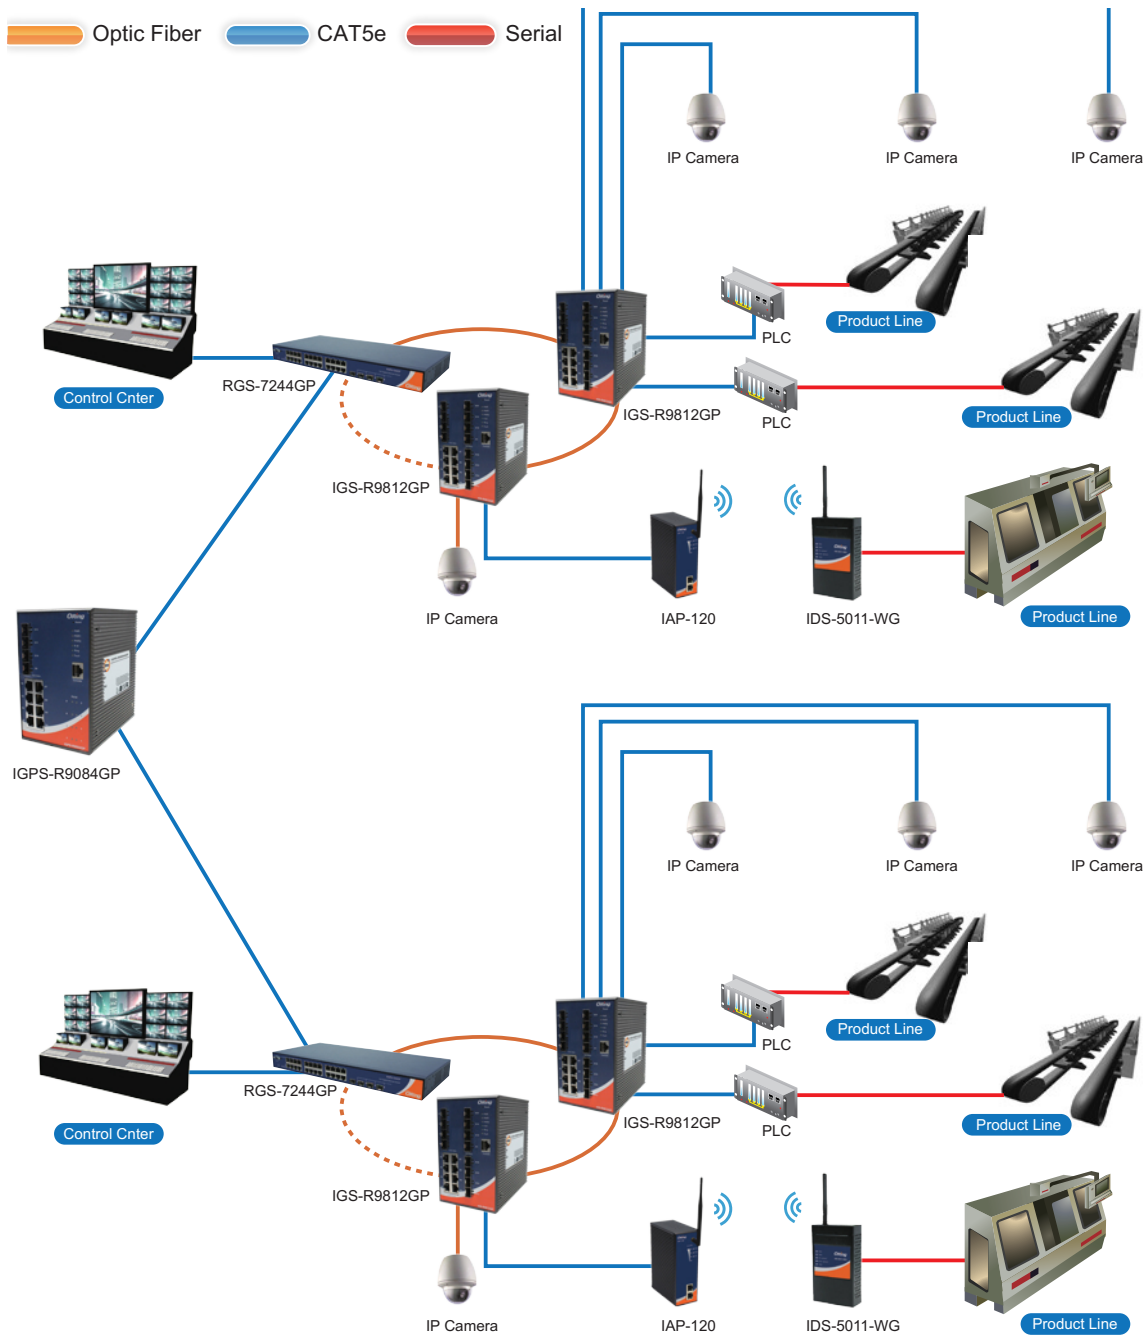 Optic Fiber
CAT5e
Serial
IP Camera
IP Camera
IP Camera
Product Line
PLC
RGS-7244GP
Control Cnter
IGS-R9812GP
PLC
Product Line
IGS-R9812GP
IP Camera
IAP-120
IDS-5011-WG
Product Line
IGPS-R9084GP
IP Camera
IP Camera
IP Camera
Product Line
PLC
RGS-7244GP
Control Cnter
IGS-R9812GP
PLC
Product Line
IGS-R9812GP
IP Camera
IAP-120
IDS-5011-WG
Product Line